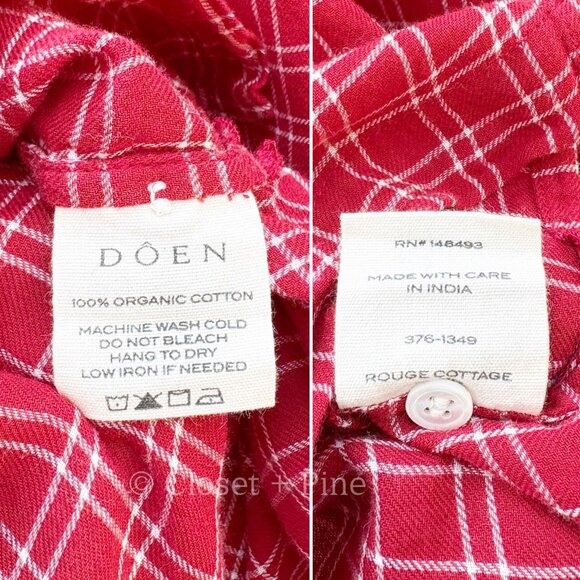 DÔEN
100% ORGANIC COTTON
MACHINE WASH COLD
DO NOT BLEACH
HANG TO DRY
LOW IRON IF NEEDED
RN# 148493
MADE WITH CARE
IN INDIA
376-1349
ROUGE COTTAGE
© Closet + Pine